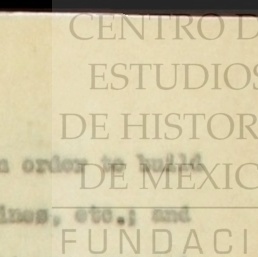 CENTRO D
ESTUDIOS
DE HISTOR
n order to build
DE MEXIC
ines, etc.; and
FUNDACI